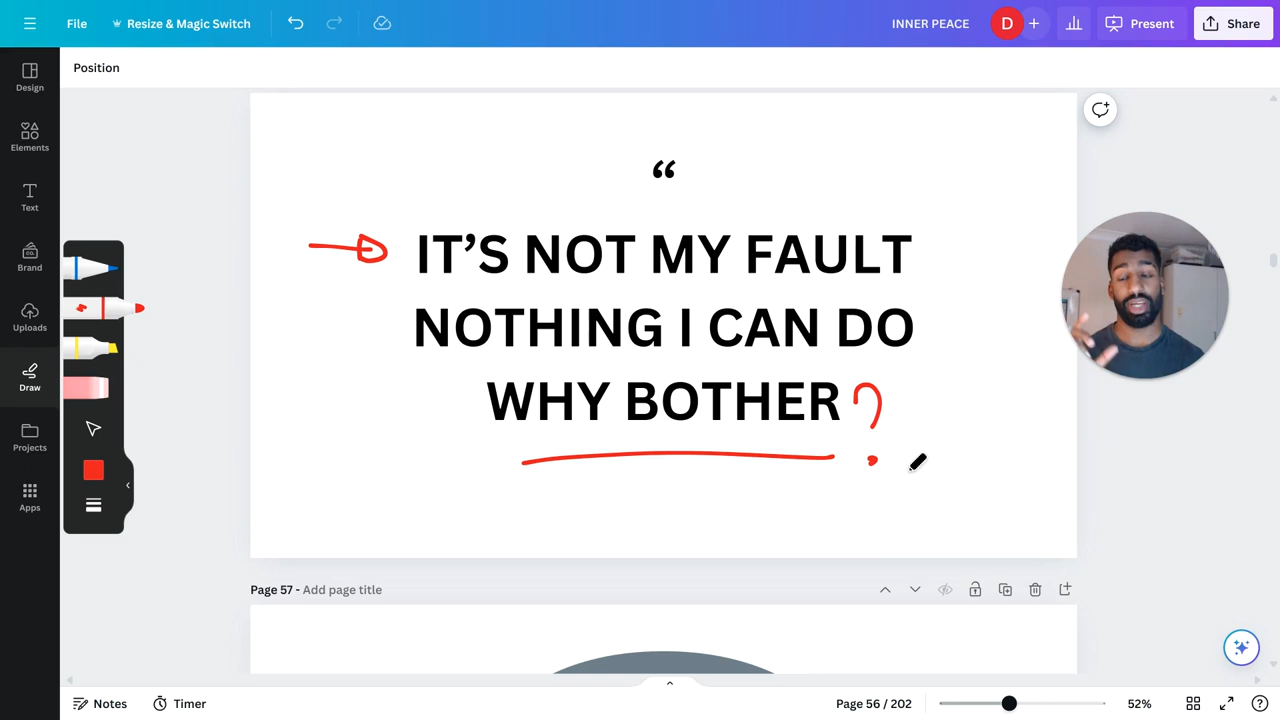 File
Resize & Magic Switch
INNER PEACE
D
Present
Share
Position
Design
Elements
Text
Brand
Uploads
Draw
Projects
Apps
“
IT’S NOT MY FAULT
NOTHING I CAN DO
WHY BOTHER?
Page 57 - Add page title
Notes
Timer
Page 56 / 202
52%